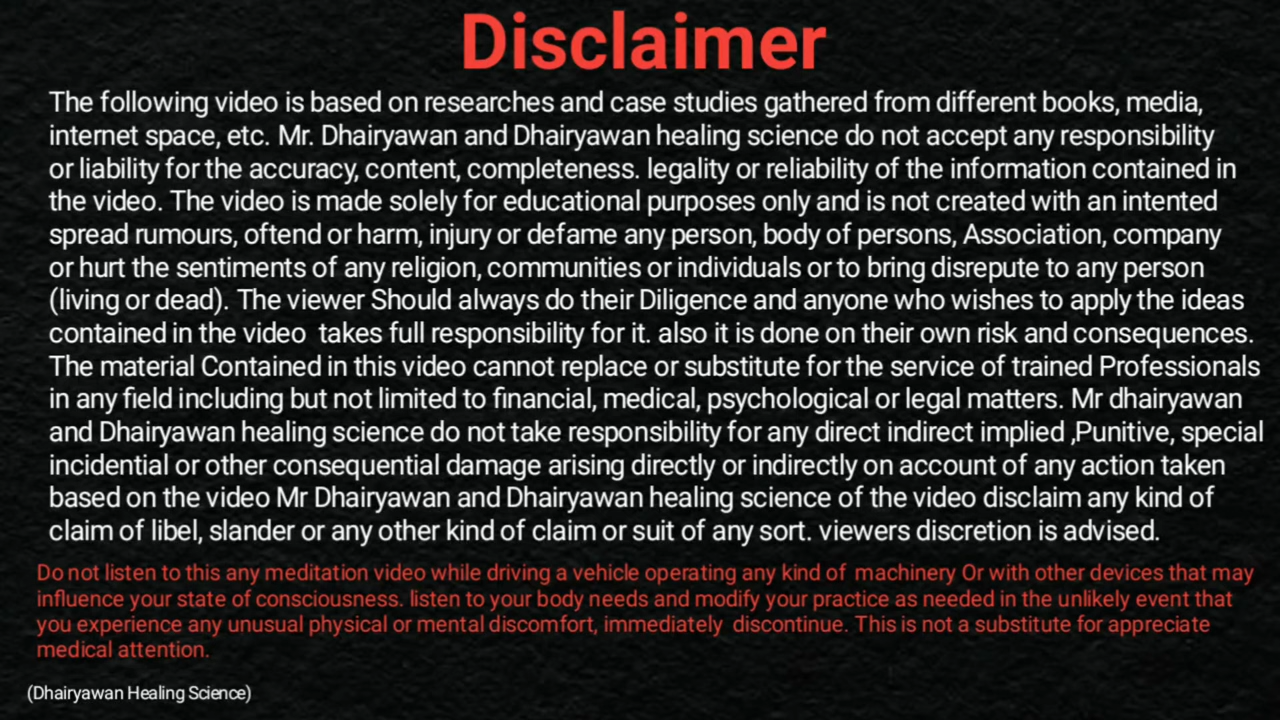 Disclaimer
The following video is based on researches and case studies gathered from different books, media,
internet space, etc. Mr. Dhairyawan and Dhairyawan healing science do not accept any responsibility
or liability for the accuracy, content, completeness. legality or reliability of the information contained in
the video. The video is made solely for educational purposes only and is not created with an intented
spread rumours, oftend or harm, injury or defame any person, body of persons, Association, company
or hurt the sentiments of any religion, communities or individuals or to bring disrepute to any person
(living or dead). The viewer Should always do their Diligence and anyone who wishes to apply the ideas
contained in the video  takes full responsibility for it. also it is done on their own risk and consequences.
The material Contained in this video cannot replace or substitute for the service of trained Professionals
in any field including but not limited to financial, medical, psychological or legal matters. Mr dhairyawan
and Dhairyawan healing science do not take responsibility for any direct indirect implied ,Punitive, special
incidential or other consequential damage arising directly or indirectly on account of any action taken
based on the video Mr Dhairyawan and Dhairyawan healing science of the video disclaim any kind of
claim of libel, slander or any other kind of claim or suit of any sort. viewers discretion is advised.
Do not listen to this any meditation video while driving a vehicle operating any kind of  machinery Or with other devices that may
influence your state of consciousness. listen to your body needs and modify your practice as needed in the unlikely event that
you experience any unusual physical or mental discomfort, immediately  discontinue. This is not a substitute for appreciate
medical attention.
(Dhairyawan Healing Science)